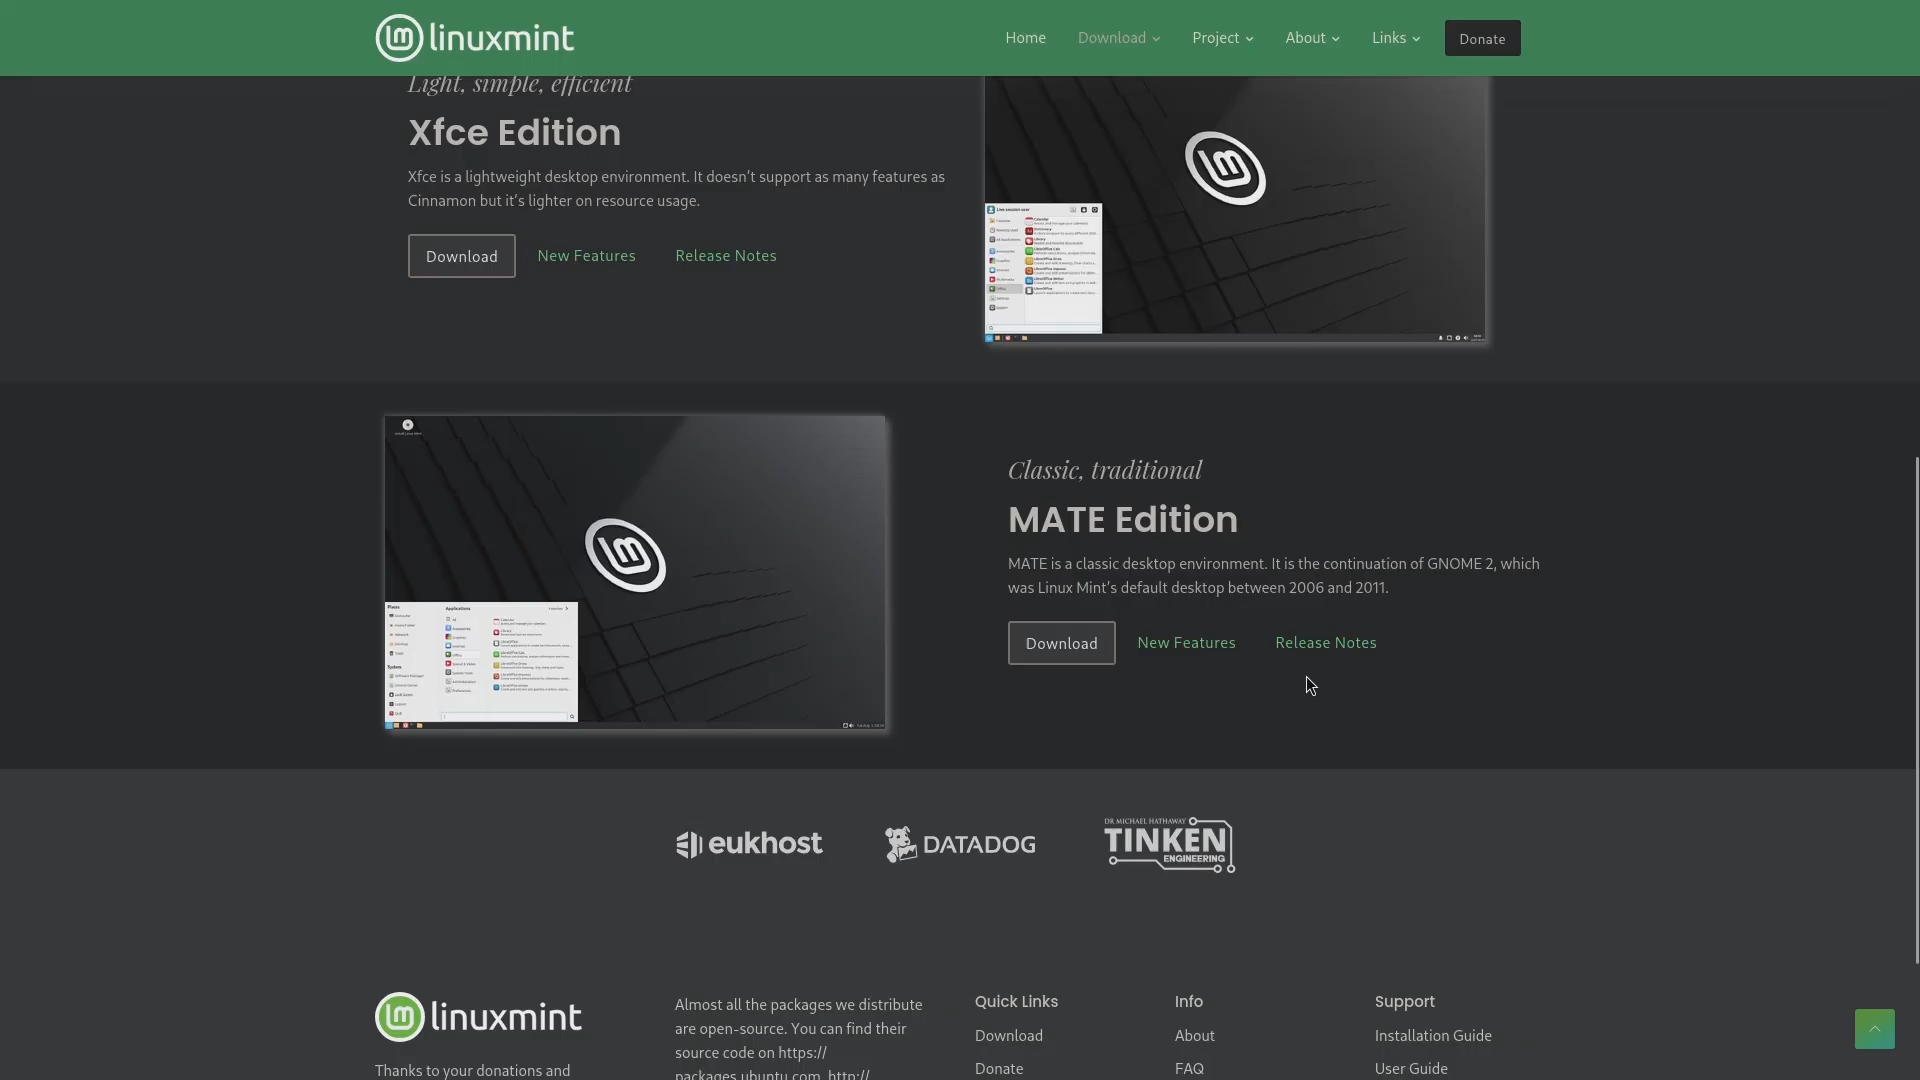 linuxmint
Home
Download
Project
About
Links
Donate
Light, simple, efficient
Xfce Edition
Xfce is a lightweight desktop environment. It doesn’t support as many features as
Cinnamon but it’s lighter on resource usage.
Download
New Features
Release Notes
Classic, traditional
MATE Edition
MATE is a classic desktop environment. It is the continuation of GNOME 2, which
was Linux Mint’s default desktop between 2006 and 2011.
Download
New Features
Release Notes
eukhost
DATADOG
DR MICHAEL HATHAWAY
TINKEN
ENGINEERING
linuxmint
Thanks to your donations and
Almost all the packages we distribute
are open-source. You can find their
source code on https://
packages.ubuntu.com, http://
Quick Links
Download
Donate
Info
About
FAQ
Support
Installation Guide
User Guide